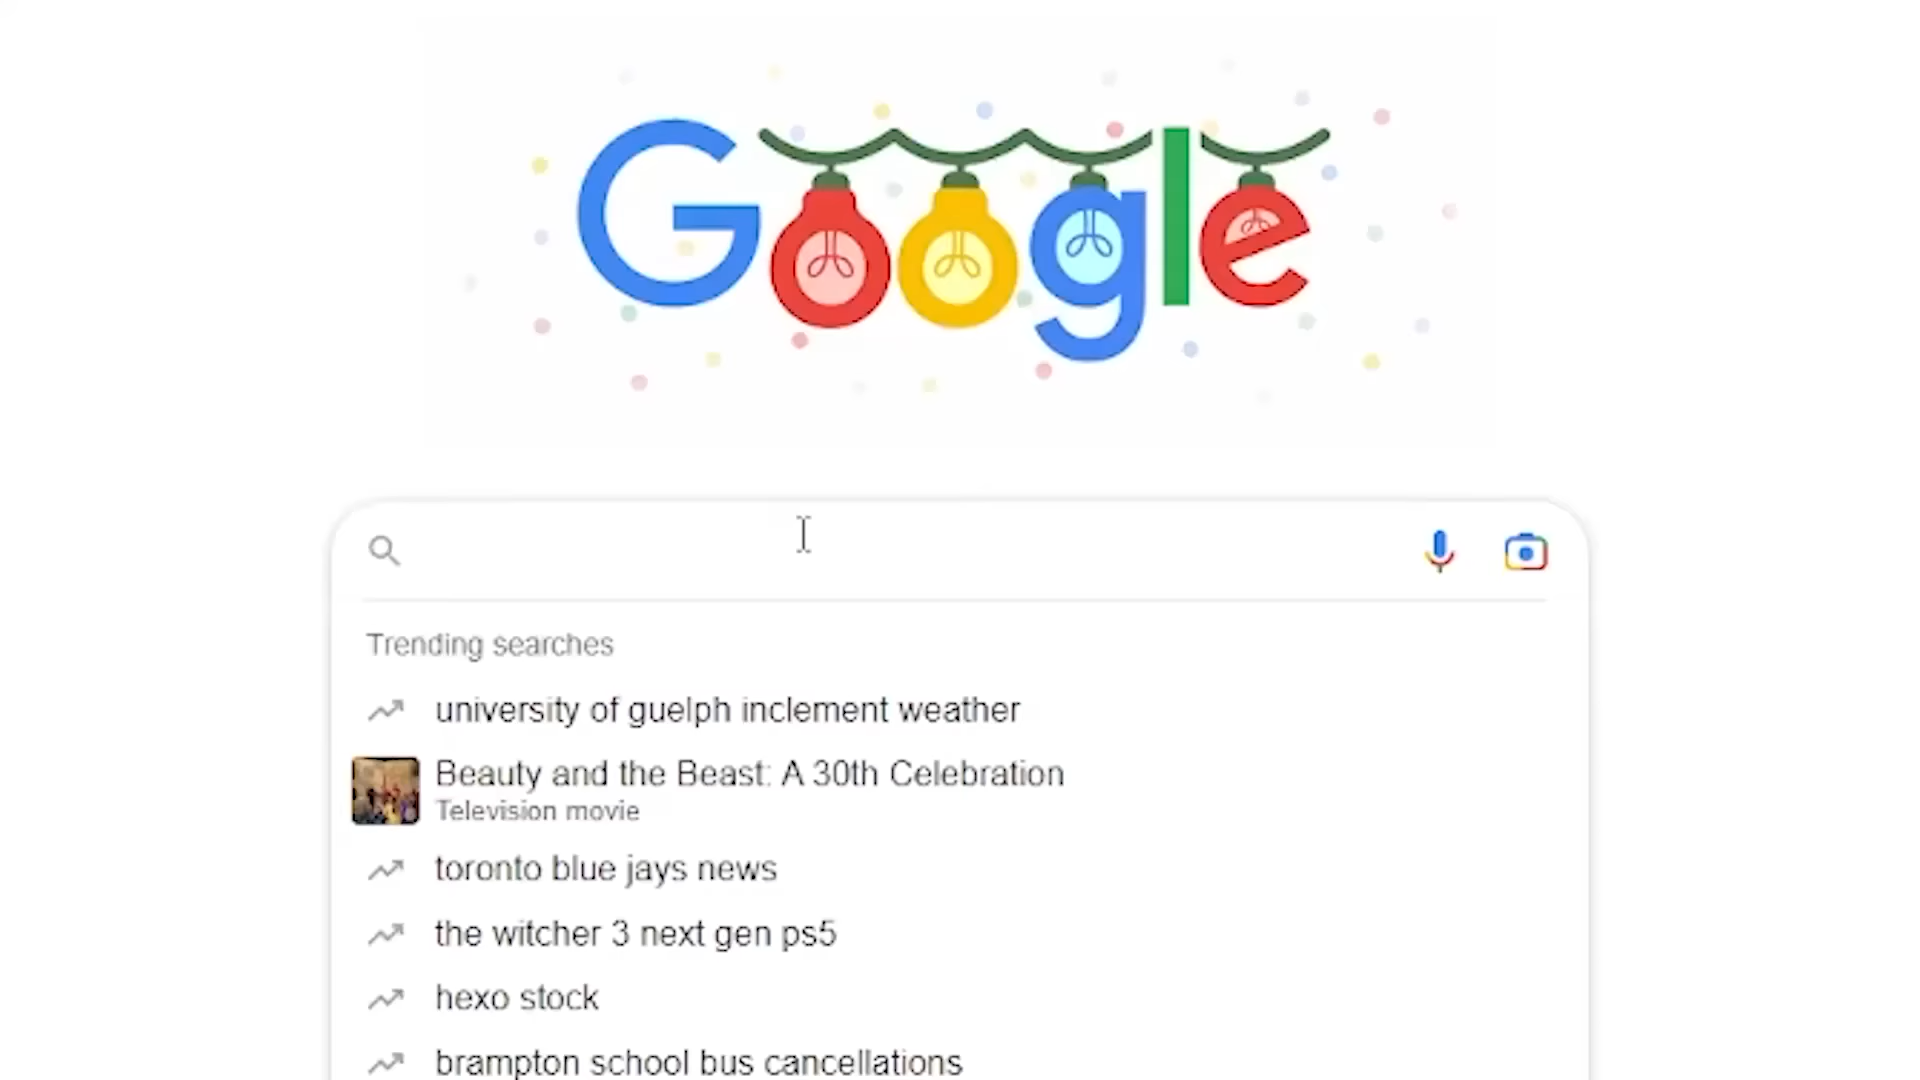 Google
Trending searches
university of guelph inclement weather
Beauty and the Beast: A 30th Celebration
Television movie
toronto blue jays news
the witcher 3 next gen ps5
hexo stock
brampton school bus cancellations